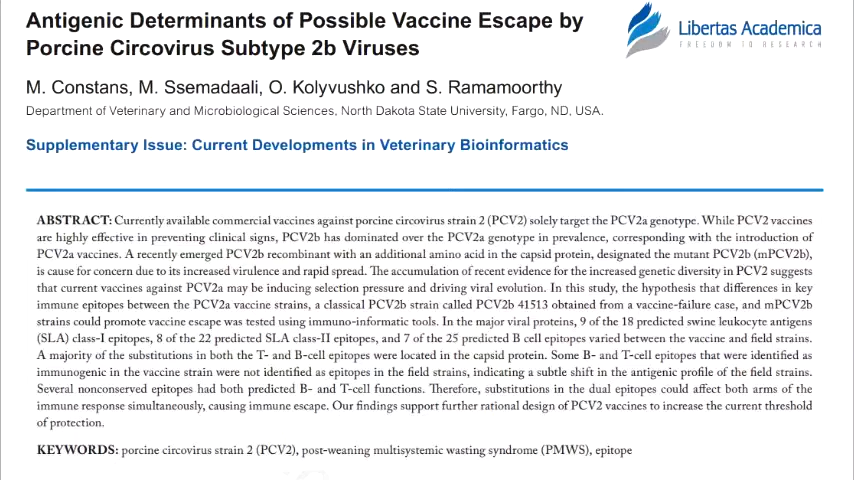 Antigenic Determinants of Possible Vaccine Escape by
Porcine Circovirus Subtype 2b Viruses
Libertas Academica
FREEDOM TO RESEARCH
M. Constans, M. Ssemadaali, O. Kolyvushko and S. Ramamoorthy
Department of Veterinary and Microbiological Sciences, North Dakota State University, Fargo, ND, USA.
Supplementary Issue: Current Developments in Veterinary Bioinformatics
ABSTRACT: Currently available commercial vaccines against porcine circovirus strain 2 (PCV2) solely target the PCV2a genotype. While PCV2 vaccines
are highly effective in preventing clinical signs, PCV2b has dominated over the PCV2a genotype in prevalence, corresponding with the introduction of
PCV2a vaccines. A recently emerged PCV2b recombinant with an additional amino acid in the capsid protein, designated the mutant PCV2b (mPCV2b),
is cause for concern due to its increased virulence and rapid spread. The accumulation of recent evidence for the increased genetic diversity in PCV2 suggests
that current vaccines against PCV2a may be inducing selection pressure and driving viral evolution. In this study, the hypothesis that differences in key
immune epitopes between the PCV2a vaccine strains, a classical PCV2b strain called PCV2b 41513 obtained from a vaccine-failure case, and mPCV2b
strains could promote vaccine escape was tested using immuno-informatic tools. In the major viral proteins, 9 of the 18 predicted swine leukocyte antigens
(SLA) class-I epitopes, 8 of the 22 predicted SLA class-II epitopes, and 7 of the 25 predicted B cell epitopes varied between the vaccine and field strains.
A majority of the substitutions in both the T- and B-cell epitopes were located in the capsid protein. Some B- and T-cell epitopes that were identified as
immunogenic in the vaccine strain were not identified as epitopes in the field strains, indicating a subtle shift in the antigenic profile of the field strains.
Several nonconserved epitopes had both predicted B- and T-cell functions. Therefore, substitutions in the dual epitopes could affect both arms of the
immune response simultaneously, causing immune escape. Our findings support further rational design of PCV2 vaccines to increase the current threshold
of protection.
KEYWORDS: porcine circovirus strain 2 (PCV2), post-weaning multisystemic wasting syndrome (PMWS), epitope